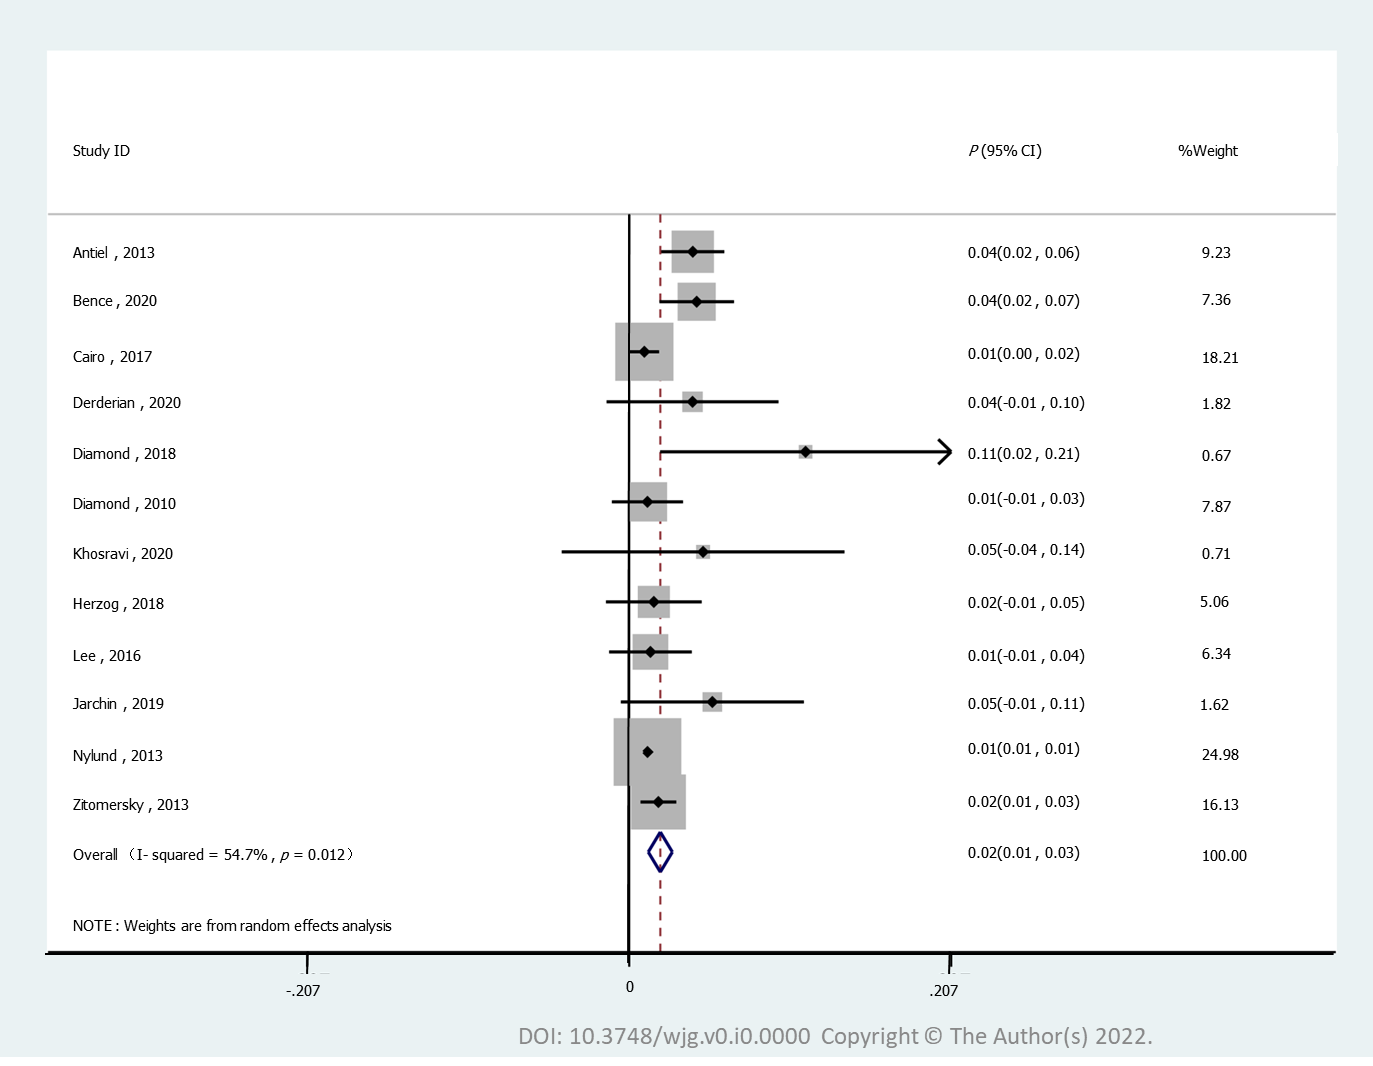 Study ID P (95% CI) %Weight
Antiel , 2013 0.04(0.02 , 0.06) 9.23
Bence , 2020 0.04(0.02 , 0.07) 7.36
Cairo , 2017 0.01(0.00 , 0.02) 18.21
Derderian , 2020 0.04(-0.01 , 0.10) 1.82
Diamond , 2018 0.11(0.02 , 0.21) 0.67
Diamond , 2010 0.01(-0.01 , 0.03) 7.87
Khosravi , 2020 0.05(-0.04 , 0.14) 0.71
Herzog , 2018 0.02(-0.01 , 0.05) 5.06
Lee , 2016 0.01(-0.01 , 0.04) 6.34
Jarchin , 2019 0.05(-0.01 , 0.11) 1.62
Nylund , 2013 0.01(0.01 , 0.01) 24.98
Zitomersky , 2013 0.02(0.01 , 0.03) 16.13
Overall （I- squared = 54.7% , p = 0.012） 0.02(0.01 , 0.03) 100.00
NOTE : Weights are from random effects analysis
-.207 0 .207
DOI: 10.3748/wjg.v0.i0.0000 Copyright © The Author(s) 2022.